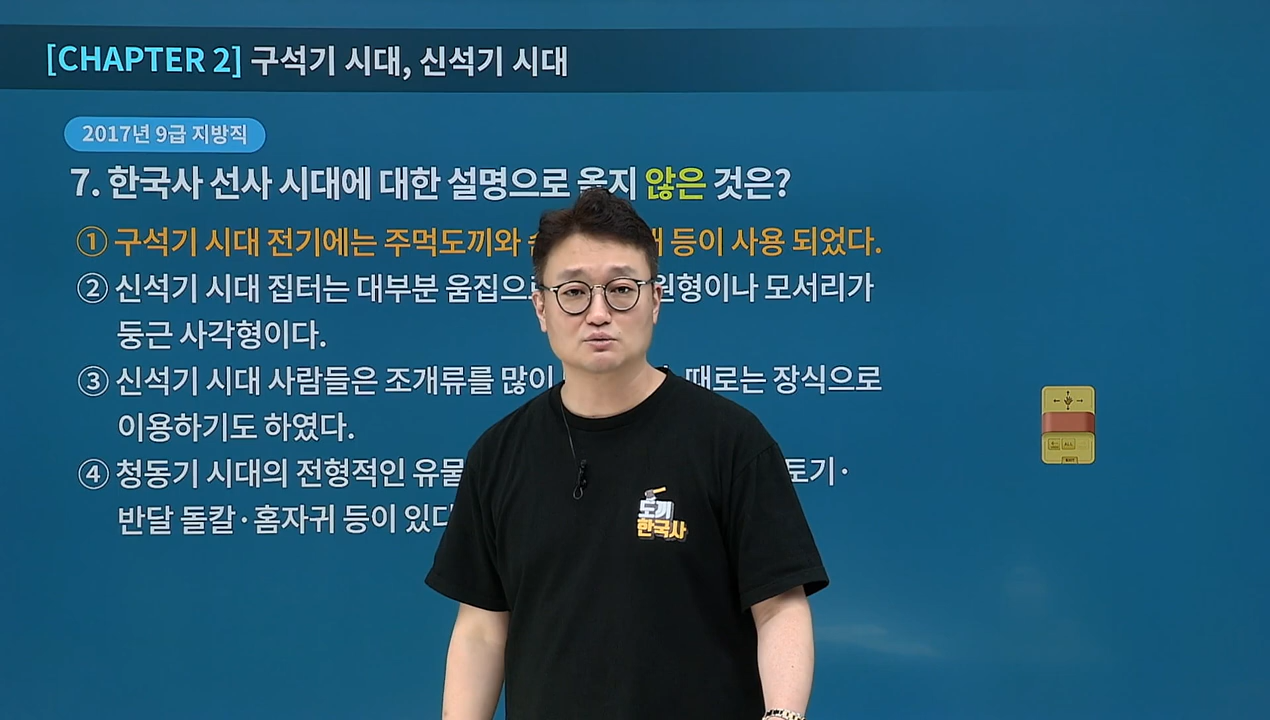 [CHAPTER 2] 구석기 시대, 신석기 시대
2017년 9급 지방직
7. 한국사 선사 시대에 대한 설명으로 옳지 않은 것은?
① 구석기 시대 전기에는 주먹도끼와 등이 사용 되었다.
② 신석기 시대 집터는 대부분 움집으로 원형이나 모서리가
둥근 사각형이다.
③ 신석기 시대 사람들은 조개류를 많이 때로는 장식으로
이용하기도 하였다.
④ 청동기 시대의 전형적인 유물 토기·
반달 돌칼·홈자귀 등이 있다
도끼
한국사